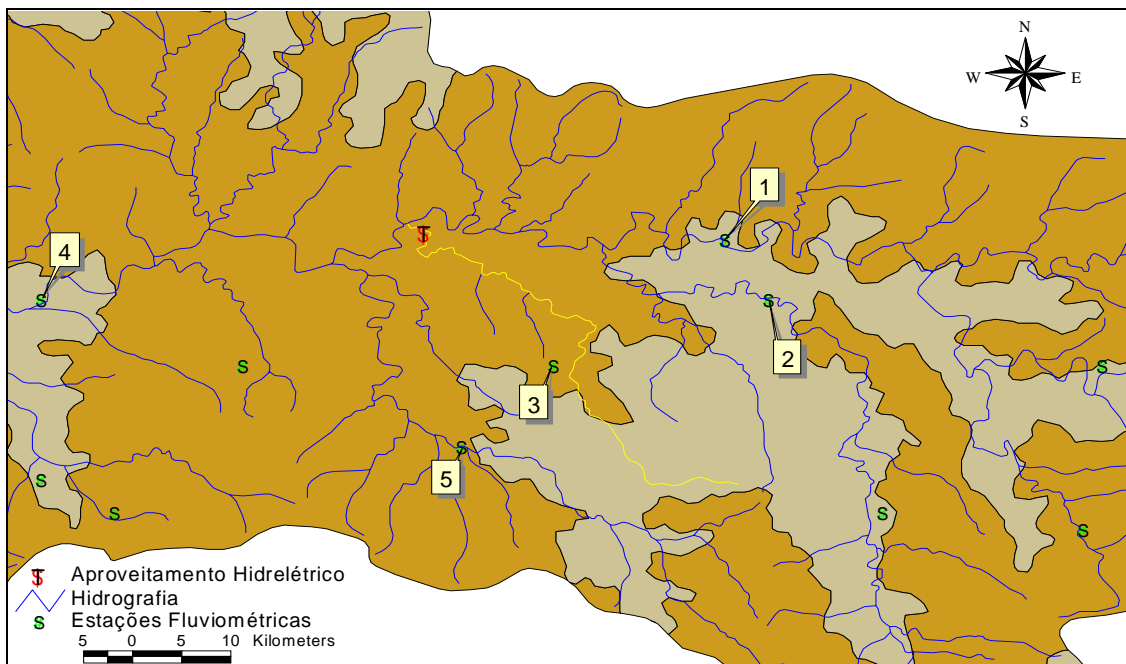 N
W E
S
1
4
2
3
5
Aproveitamento Hidrelétrico
Hidrografia
Estações Fluviométricas
5 0 5 10 Kilometers